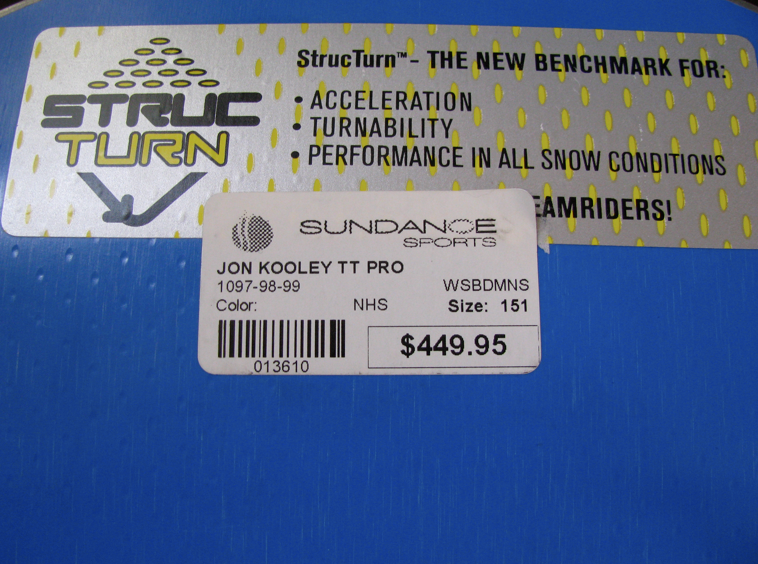 StrucTurn™ - THE NEW BENCHMARK FOR:
STRUC
TURN
• ACCELERATION
• TURNABILITY
• PERFORMANCE IN ALL SNOW CONDITIONS
EAMRIDERS!
SUNDANCE
SPORTS
JON KOOLEY TT PRO
1097-98-99 WSBDMNS
Color: NHS Size: 151
$449.95
013610